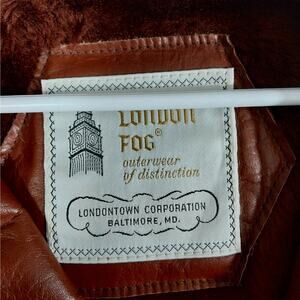 LONDON
FOG®
outerwear
of distinction
LONDONTOWN CORPORATION
BALTIMORE, MD.